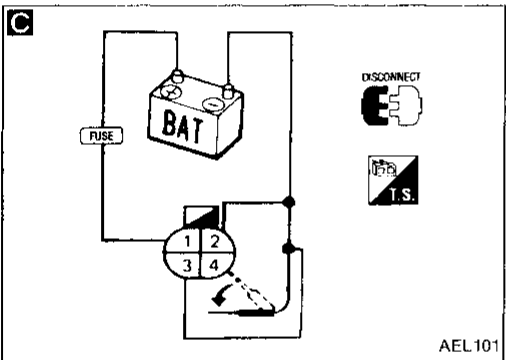 C
DISCONNECT
+
−
FUSE
BAT
T.S.
1 2
3 4
AEL101